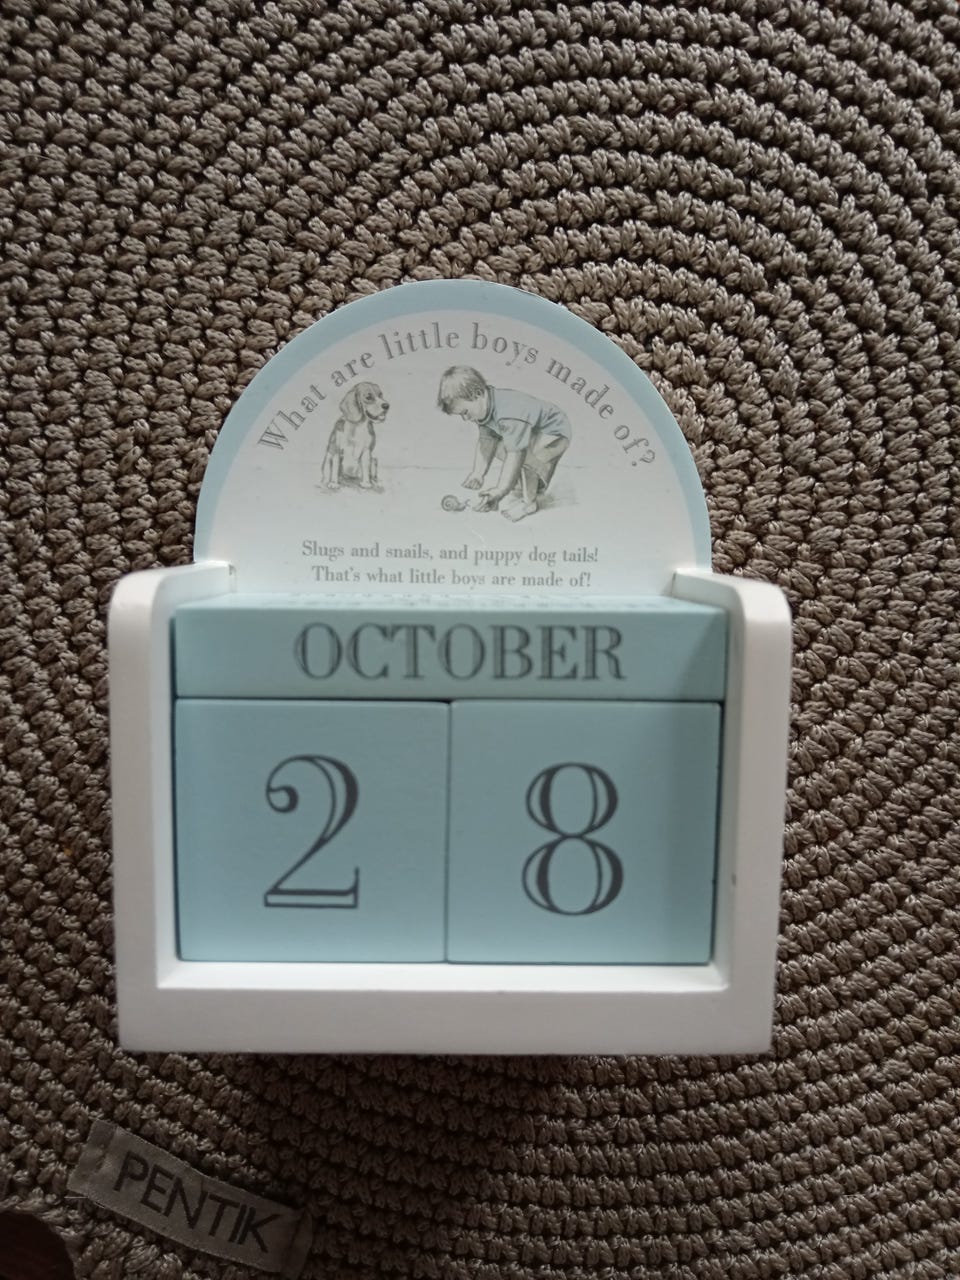 What are little boys made of?
Slugs and snails, and puppy dog tails!
That's what little boys are made of!
OCTOBER
2 8
PENTIK